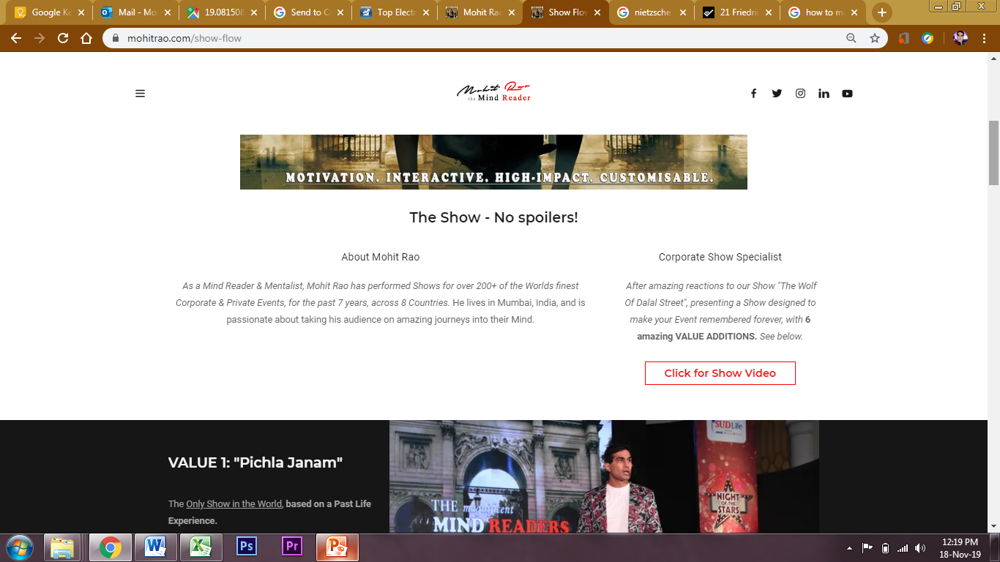 Google Ke
Mail - Moh
19.081508
Send to Ca
Top Electr
Mohit Rao
Show Flow
nietzsche
21 Friedric
how to m
mohitrao.com/show-flow
Mohit Rao
the Mind Reader
MOTIVATION. INTERACTIVE. HIGH-IMPACT. CUSTOMISABLE.
The Show - No spoilers!
About Mohit Rao
As a Mind Reader & Mentalist, Mohit Rao has performed Shows for over 200+ of the Worlds finest
Corporate & Private Events, for the past 7 years, across 8 Countries. He lives in Mumbai, India, and is
passionate about taking his audience on amazing journeys into their Mind.
Corporate Show Specialist
After amazing reactions to our Show "The Wolf
Of Dalal Street", presenting a Show designed to
make your Event remembered forever, with 6
amazing VALUE ADDITIONS. See below.
Click for Show Video
VALUE 1: "Pichla Janam"
The Only Show in the World, based on a Past Life
Experience.
THE magnificent
MIND READERS
SUD Life
NIGHT
OF THE
STARS
Ps
Pr
12:19 PM
18-Nov-19